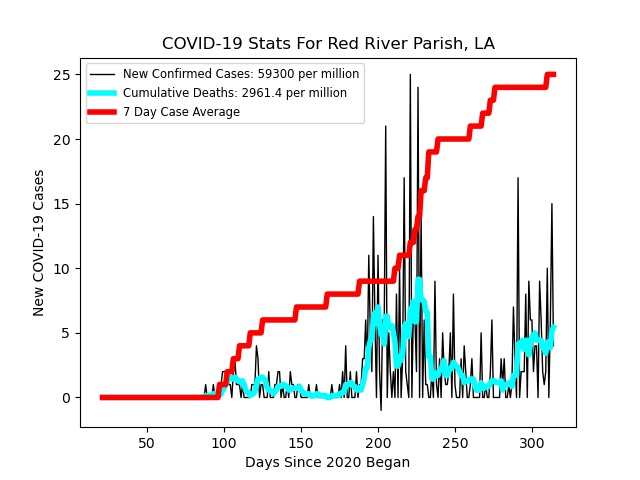 COVID-19 Stats For Red River Parish, LA
New Confirmed Cases: 59300 per million
Cumulative Deaths: 2961.4 per million
7 Day Case Average
New COVID-19 Cases
25
20
15
10
5
0
50 100 150 200 250 300
Days Since 2020 Began